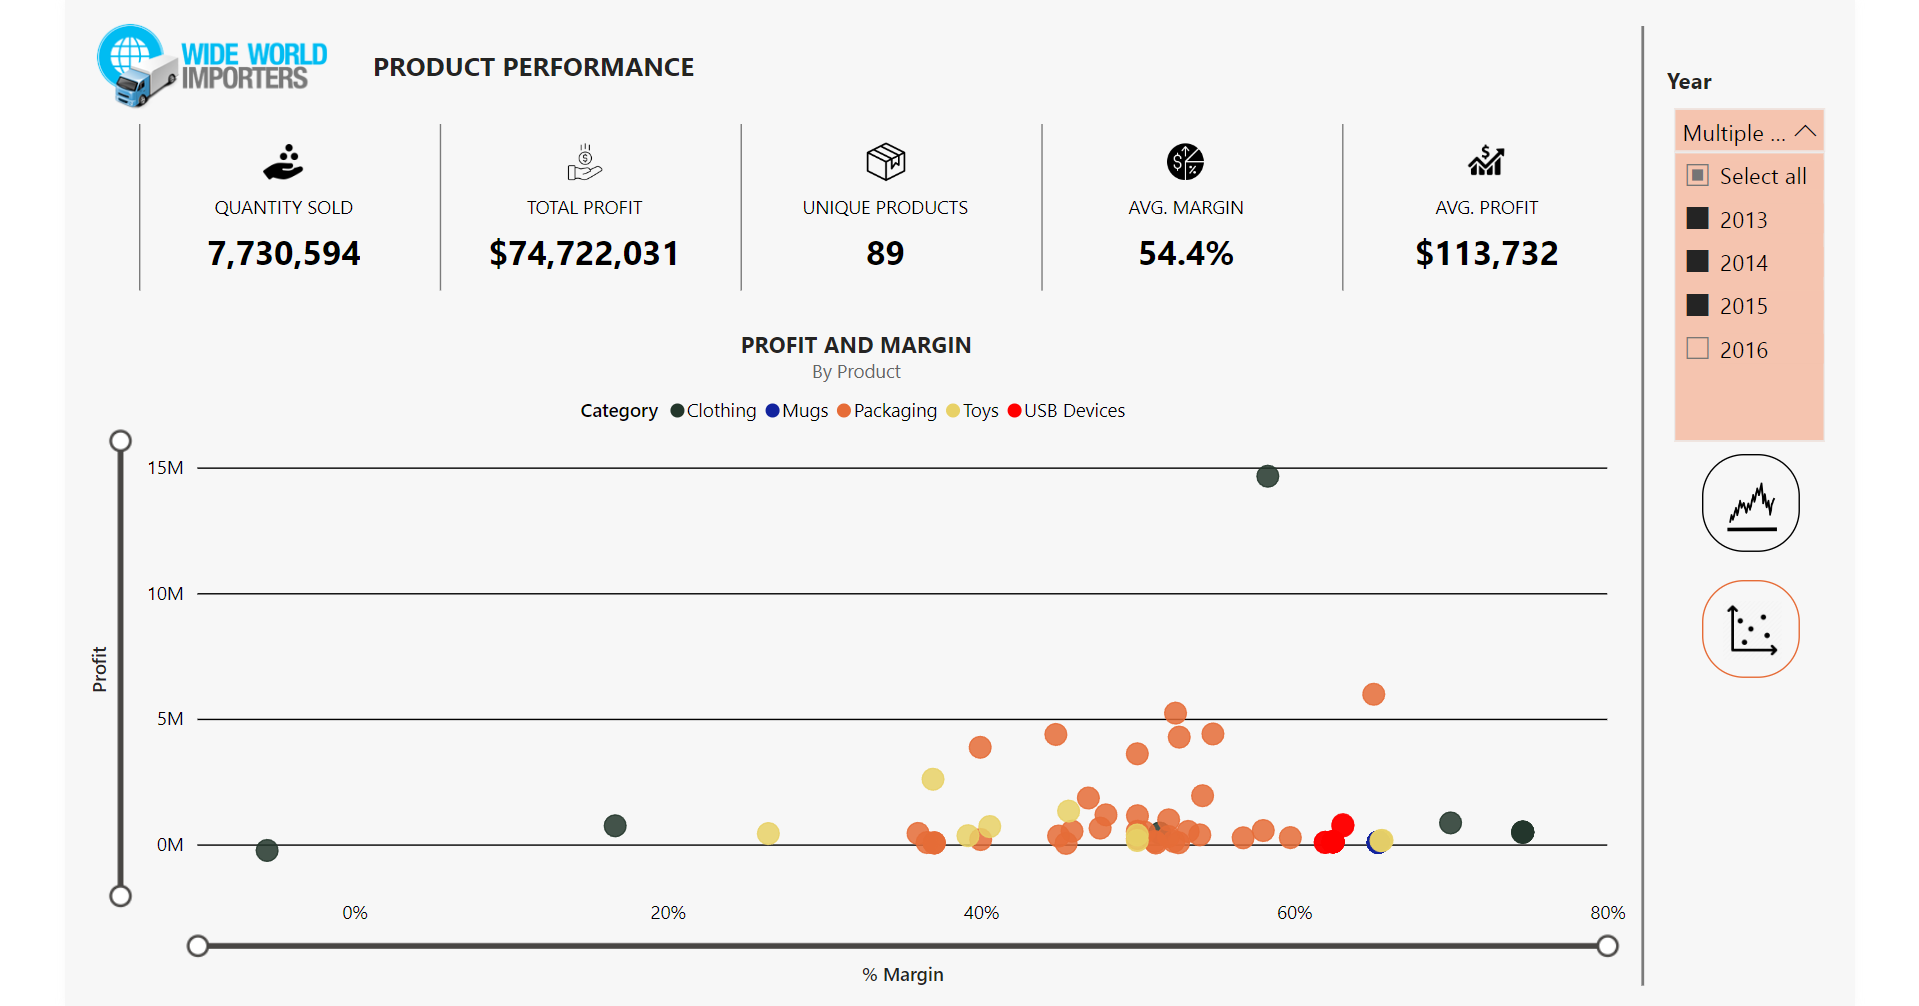 WIDE WORLD
IMPORTERS
PRODUCT PERFORMANCE
QUANTITY SOLD
7,730,594
TOTAL PROFIT
$74,722,031
UNIQUE PRODUCTS
89
AVG. MARGIN
54.4%
AVG. PROFIT
$113,732
PROFIT AND MARGIN
By Product
Category Clothing Mugs Packaging Toys USB Devices
15M
10M
5M
0M
Profit
0% 20% 40% 60% 80%
% Margin
Year
Multiple ...
Select all
2013
2014
2015
2016